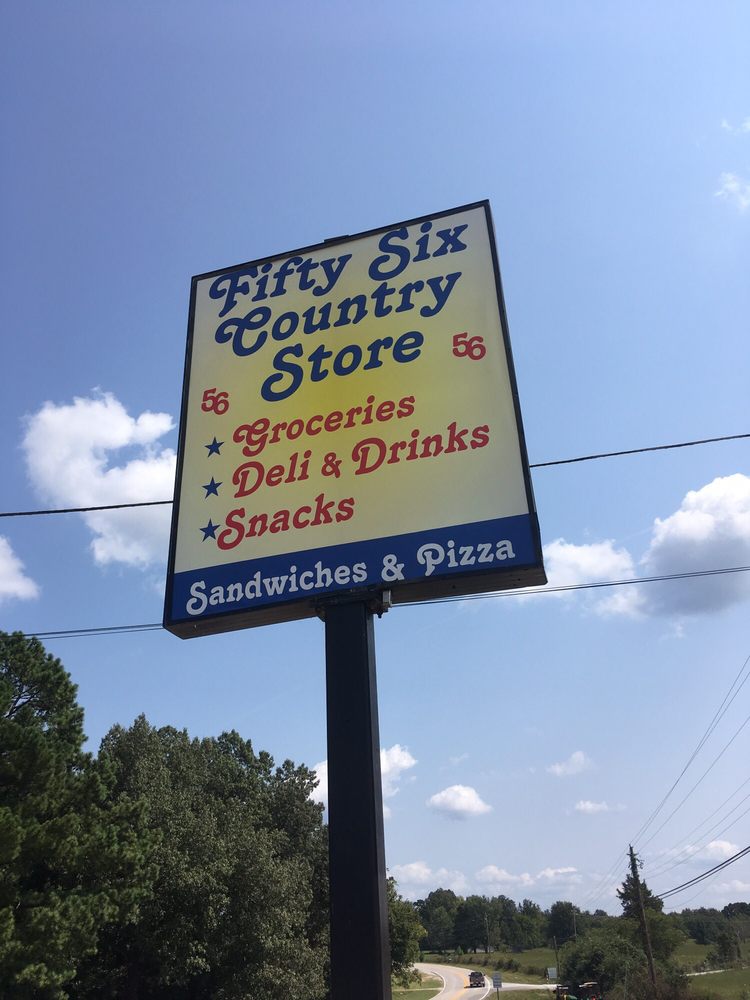 Fifty Six
Country
Store
56
56
Groceries
Deli & Drinks
Snacks
Sandwiches & Pizza